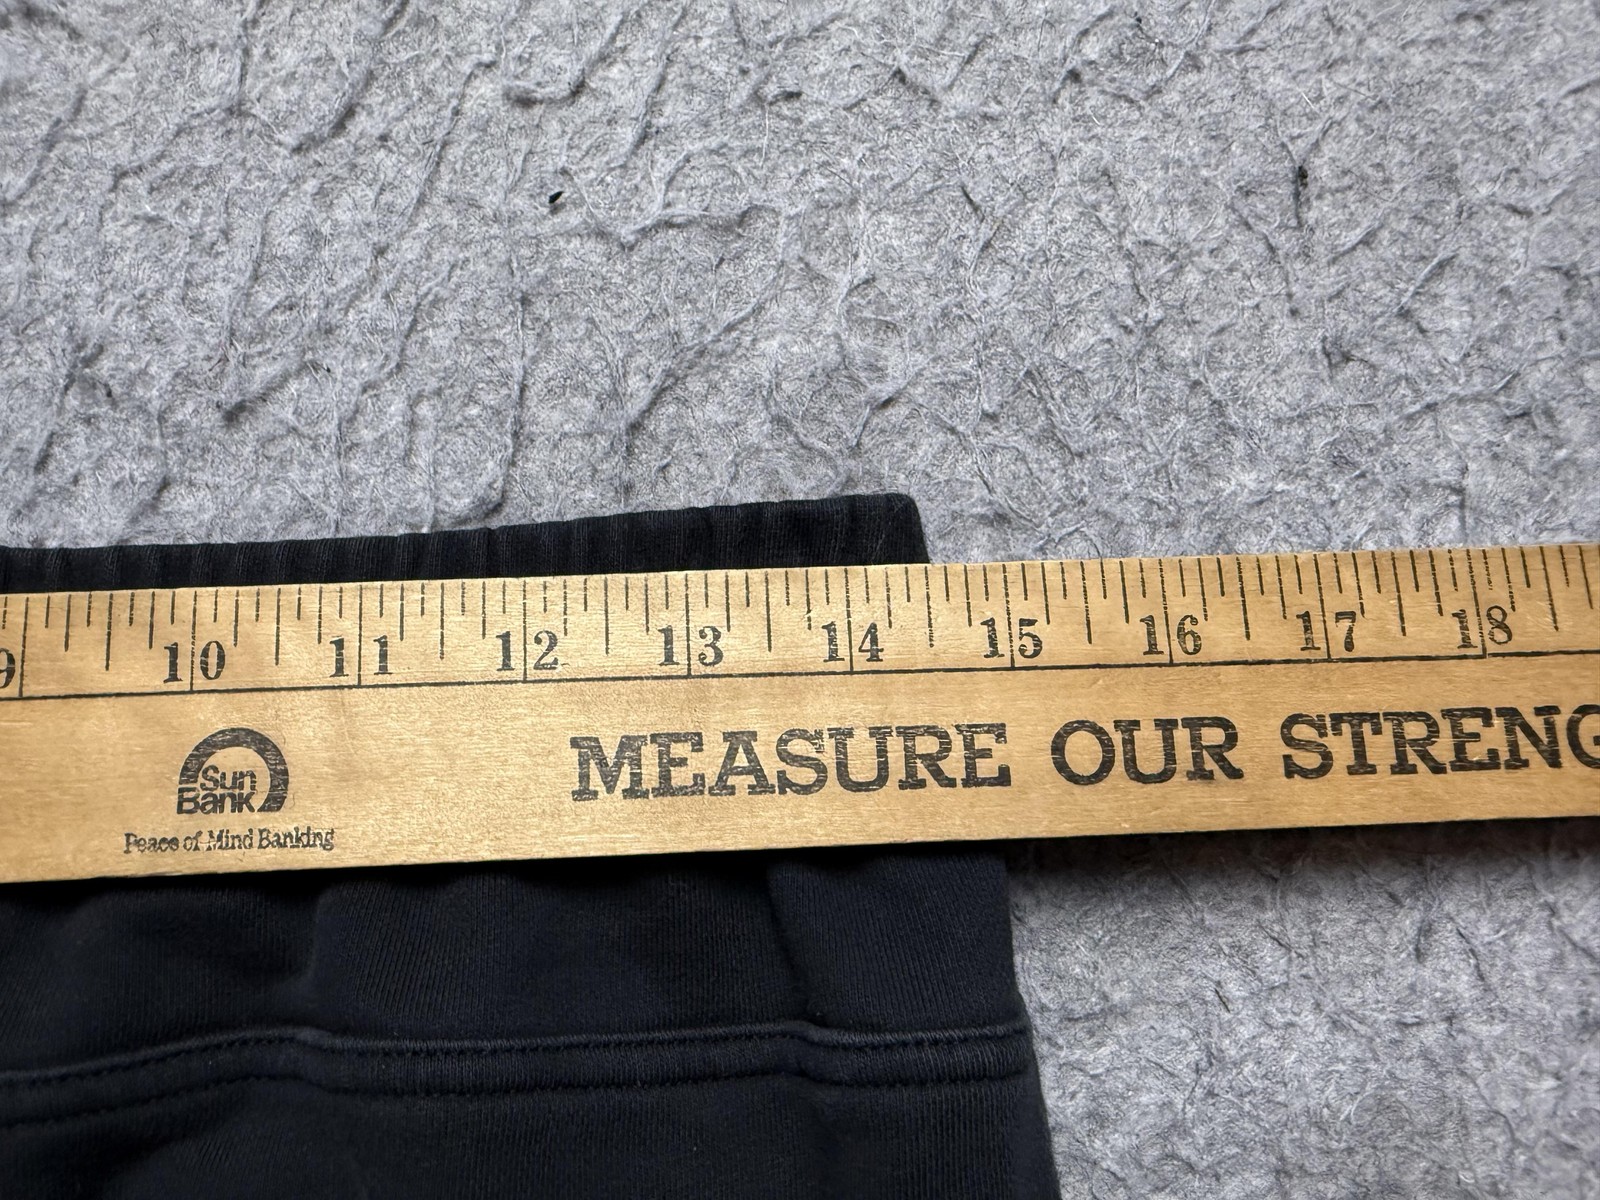 9 10 11 12 13 14 15 16 17 18
MEASURE OUR STRENG
Sun
Bank
Peace of Mind Banking